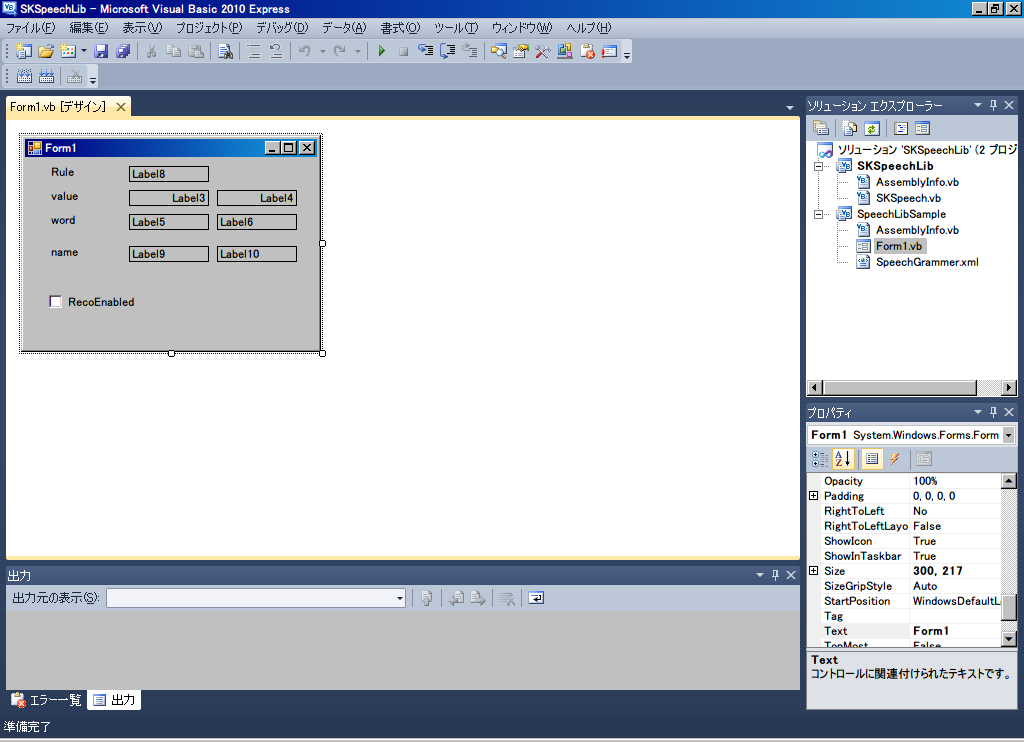 SKSpeechLib - Microsoft Visual Basic 2010 Express
ファイル(F) 編集(E) 表示(V) プロジェクト(P) デバッグ(D) データ(A) 書式(O) ツール(T) ウィンドウ(W) ヘルプ(H)
Form1.vb [デザイン]
Form1
Rule Label8
value Label3 Label4
word Label5 Label6
name Label9 Label10
RecoEnabled
ソリューション エクスプローラー
ソリューション 'SKSpeechLib' (2 プロジ
SKSpeechLib
AssemblyInfo.vb
SKSpeech.vb
SpeechLibSample
AssemblyInfo.vb
Form1.vb
SpeechGrammer.xml
プロパティ
Form1 System.Windows.Forms.Form
Opacity 100%
Padding 0, 0, 0, 0
RightToLeft No
RightToLeftLayo False
ShowIcon True
ShowInTaskbar True
Size 300, 217
SizeGripStyle Auto
StartPosition WindowsDefaultL
Tag
Text Form1
TopMost False
Text
コントロールに関連付けられたテキストです。
出力
出力元の表示(S):
エラー一覧 出力
準備完了